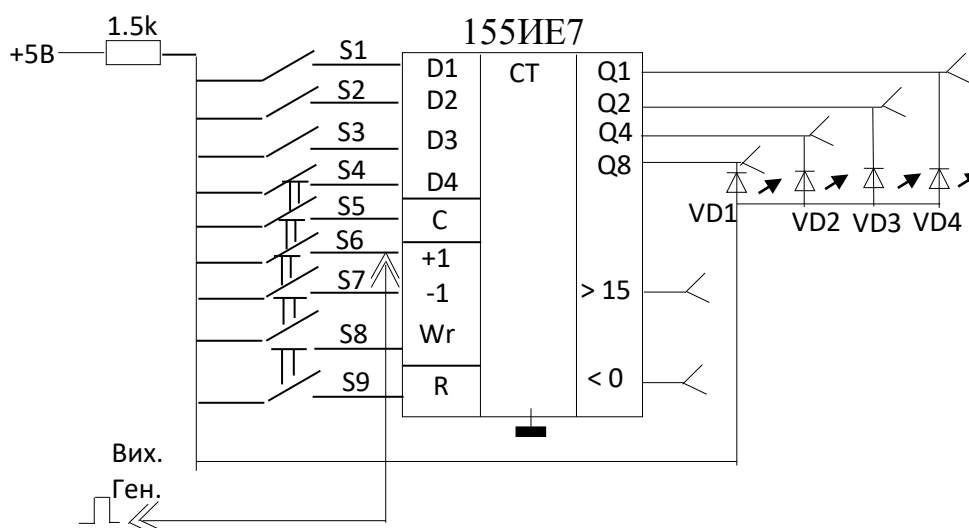 155ИЕ7
1.5k
+5В
S1
S2
S3
S4
S5
S6
S7
S8
S9
D1
D2
D3
D4
C
+1
-1
Wr
R
CT
Q1
Q2
Q4
Q8
> 15
< 0
VD1
VD2
VD3
VD4
Вих.
Ген.